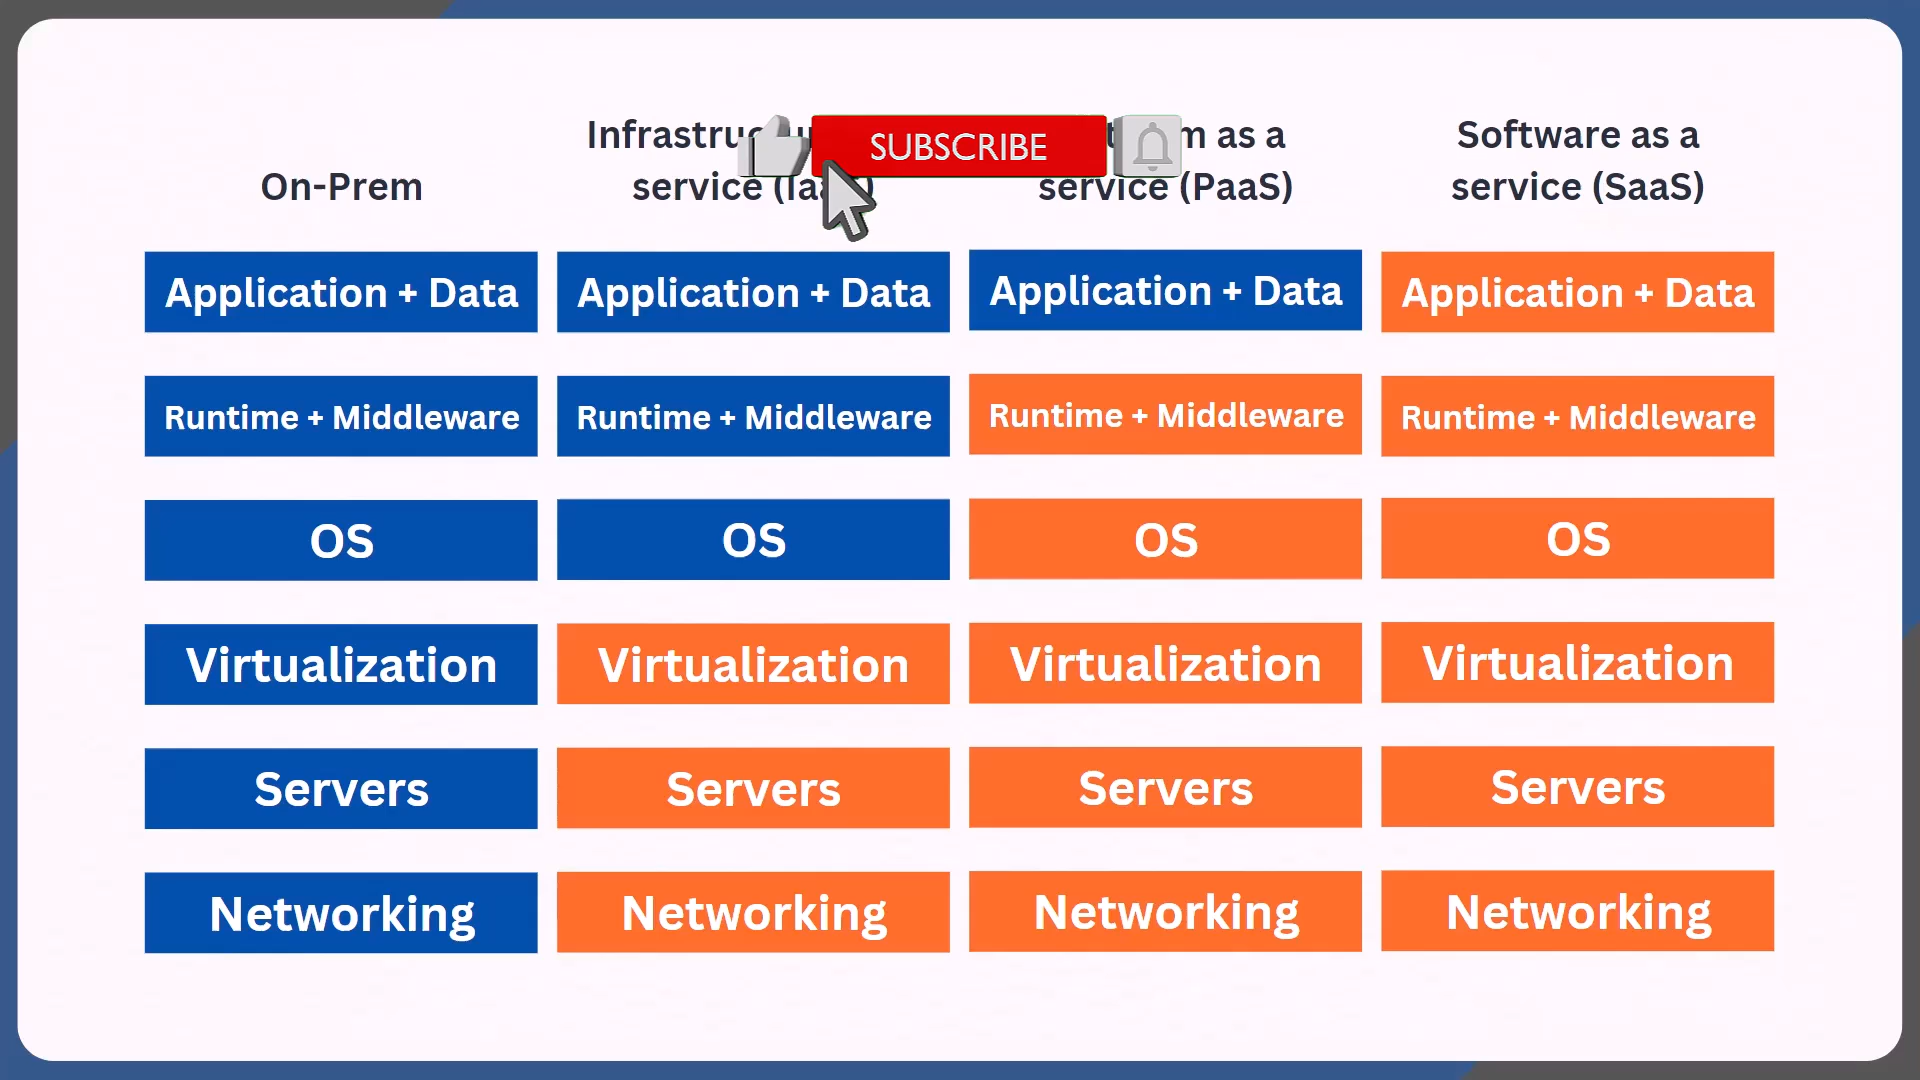 On-Prem
service (IaaS)
as a
service (PaaS)
Software as a
service (SaaS)
SUBSCRIBE
Application + Data
Application + Data
Application + Data
Application + Data
Runtime + Middleware
Runtime + Middleware
Runtime + Middleware
Runtime + Middleware
OS
OS
OS
OS
Virtualization
Virtualization
Virtualization
Virtualization
Servers
Servers
Servers
Servers
Networking
Networking
Networking
Networking